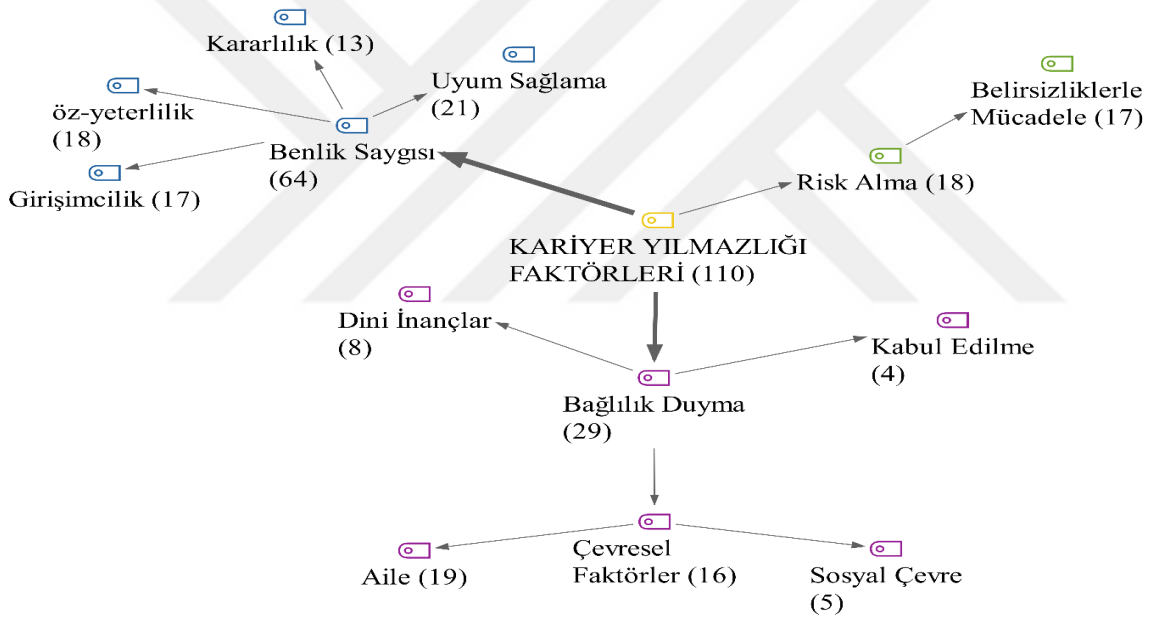 Kararlılık (13)
Uyum Sağlama
(21)
öz-yeterlilik
(18)
Benlik Saygısı
(64)
Girişimcilik (17)
Belirsizliklerle
Mücadele (17)
Risk Alma (18)
KARİYER YILMAZLIĞI
FAKTÖRLERİ (110)
Dini İnançlar
(8)
Kabul Edilme
(4)
Bağlılık Duyma
(29)
Çevresel
Faktörler (16)
Aile (19)
Sosyal Çevre
(5)